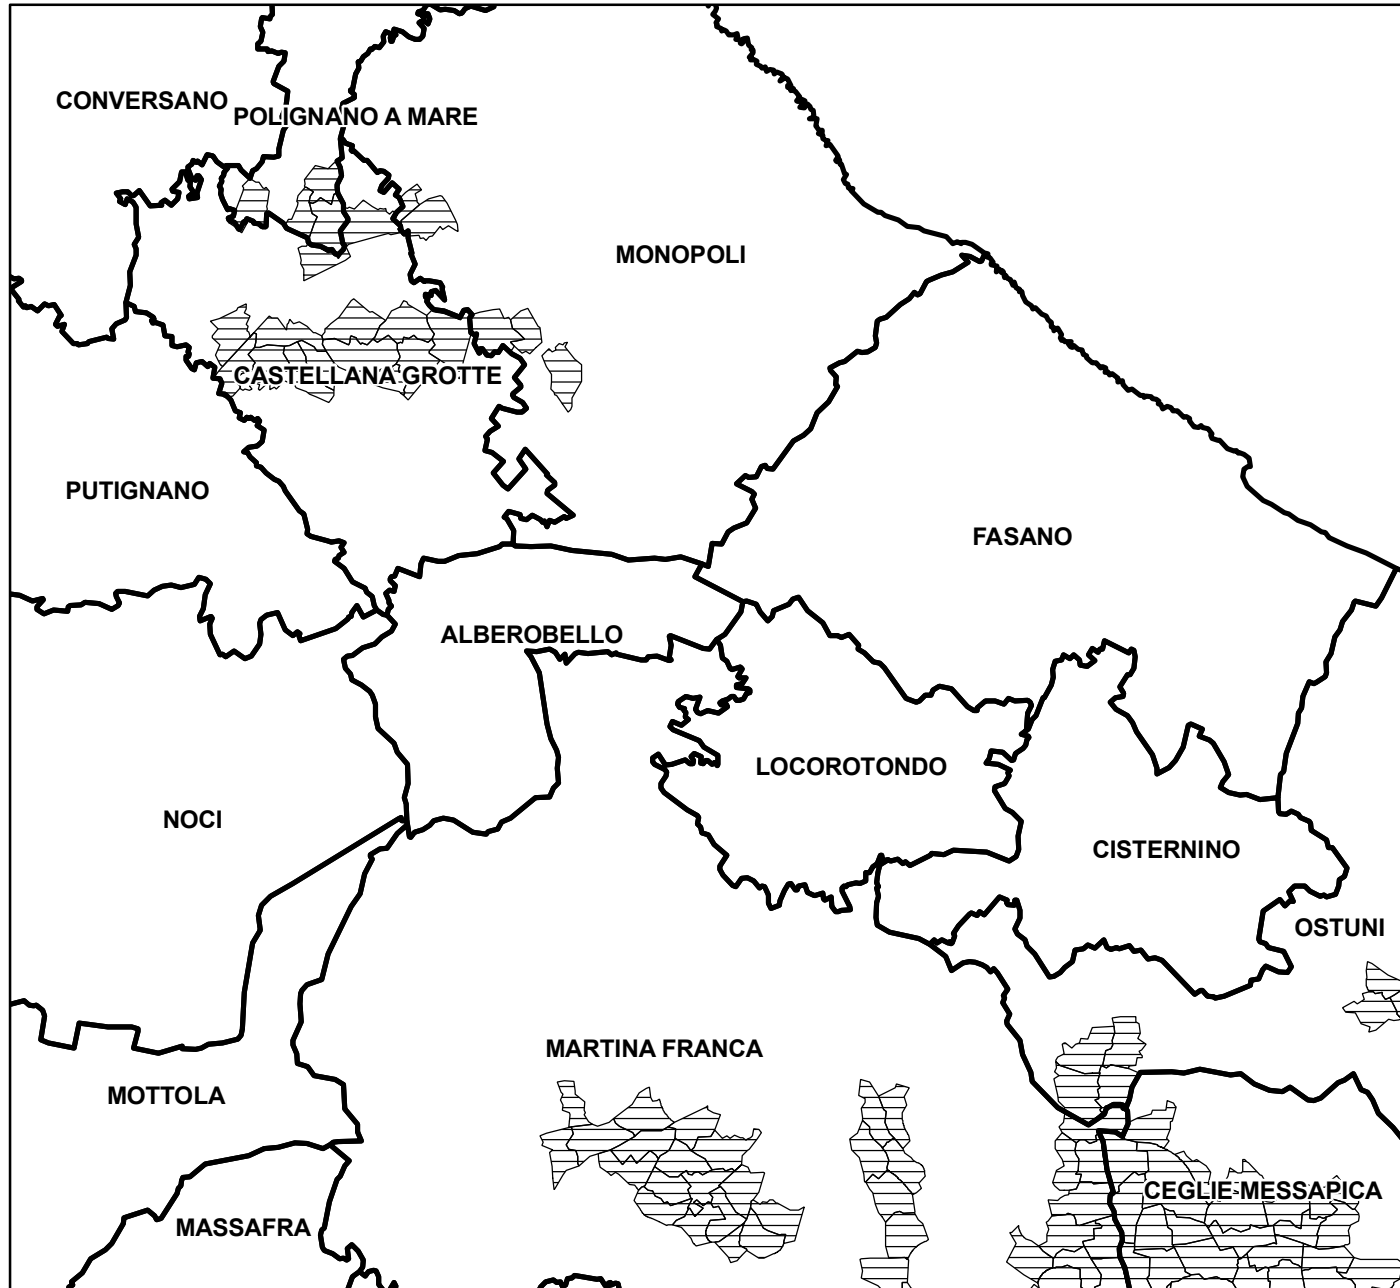 CONVERSANO
POLIGNANO A MARE
MONOPOLI
CASTELLANA GROTTE
PUTIGNANO
FASANO
ALBEROBELLO
LOCOROTONDO
NOCI
CISTERNINO
OSTUNI
MARTINA FRANCA
MOTTOLA
CEGLIE MESSAPICA
MASSAFRA